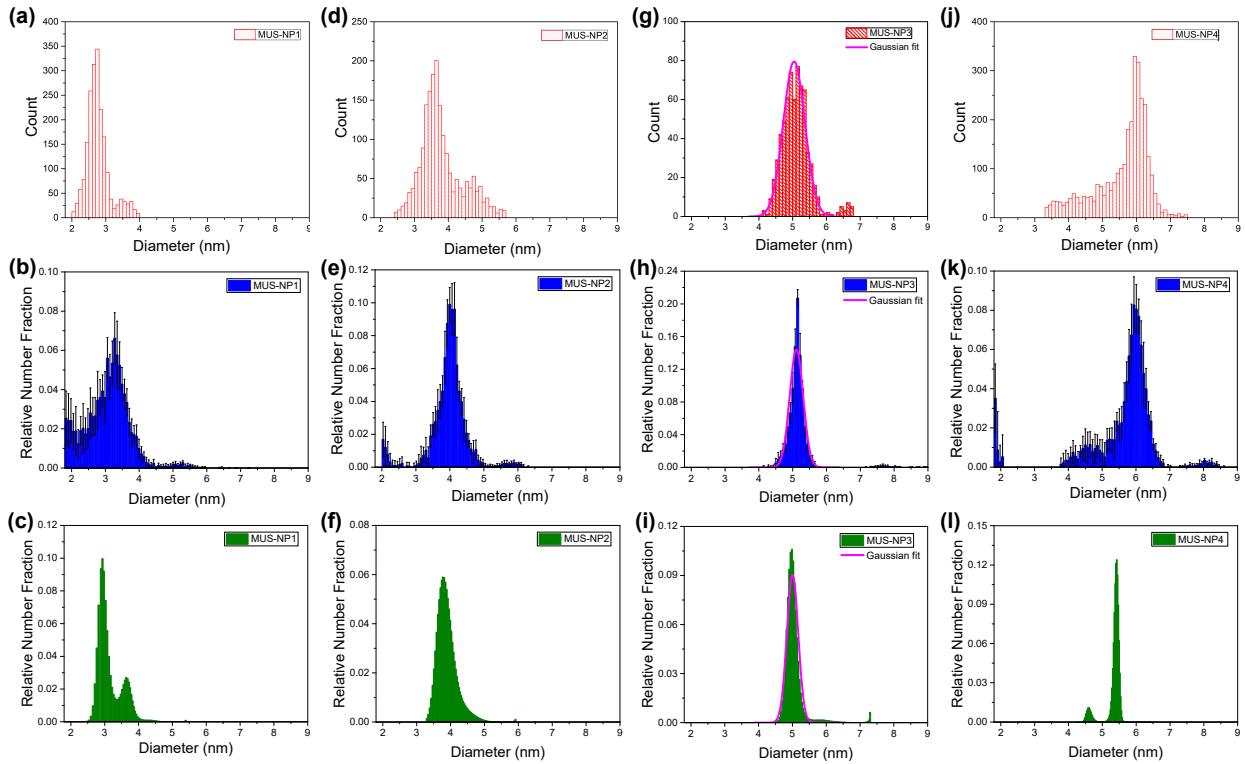 (a)
MUS-NP1
400
350
300
250
200
150
100
50
0
Count
2 3 4 5 6 7 8 9
Diameter (nm)
(d)
MUS-NP2
250
200
150
100
50
0
Count
2 3 4 5 6 7 8 9
Diameter (nm)
(g)
MUS-NP3
Gaussian fit
100
80
60
40
20
0
Count
2 3 4 5 6 7 8 9
Diameter (nm)
(j)
MUS-NP4
400
300
200
100
0
Count
2 3 4 5 6 7 8 9
Diameter (nm)
(b)
MUS-NP1
0.10
0.08
0.06
0.04
0.02
0.00
Relative Number Fraction
2 3 4 5 6 7 8 9
Diameter (nm)
(e)
MUS-NP2
0.12
0.10
0.08
0.06
0.04
0.02
0.00
Relative Number Fraction
2 3 4 5 6 7 8 9
Diameter (nm)
(h)
MUS-NP3
Gaussian fit
0.24
0.20
0.16
0.12
0.08
0.04
0.00
Relative Number Fraction
2 3 4 5 6 7 8 9
Diameter (nm)
(k)
MUS-NP4
0.10
0.08
0.06
0.04
0.02
0.00
Relative Number Fraction
2 3 4 5 6 7 8 9
Diameter (nm)
(c)
MUS-NP1
0.12
0.10
0.08
0.06
0.04
0.02
0.00
Relative Number Fraction
2 3 4 5 6 7 8 9
Diameter (nm)
(f)
MUS-NP2
0.08
0.06
0.04
0.02
0.00
Relative Number Fraction
2 3 4 5 6 7 8 9
Diameter (nm)
(i)
MUS-NP3
Gaussian fit
0.12
0.09
0.06
0.03
0.00
Relative Number Fraction
2 3 4 5 6 7 8 9
Diameter (nm)
(l)
MUS-NP4
0.15
0.12
0.09
0.06
0.03
0.00
Relative Number Fraction
2 3 4 5 6 7 8 9
Diameter (nm)